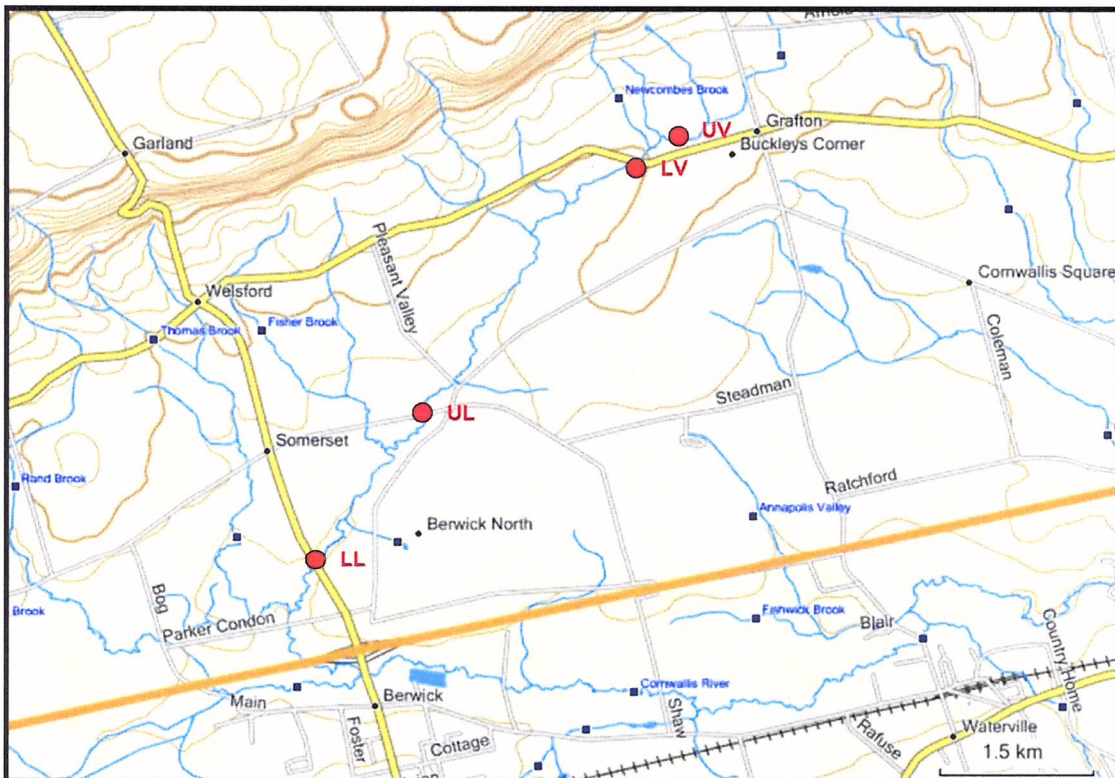 Arnold
Newcombes Brook
UV
Grafton
Garland
Buckleys Corner
LV
Pleasant Valley
Cornwallis Square
Welsford
Fisher Brook
Thomas Brook
Coleman
Steadman
UL
Somerset
Rand Brook
Ratchford
Annapolis Valley
Berwick North
LL
Bog
Brook
Parker Condon
Fishwick Brook
Blair
Country Home
Cornwallis River
Main
Berwick
Shaw
Foster
Cottage
Rafuse
Waterville
1.5 km